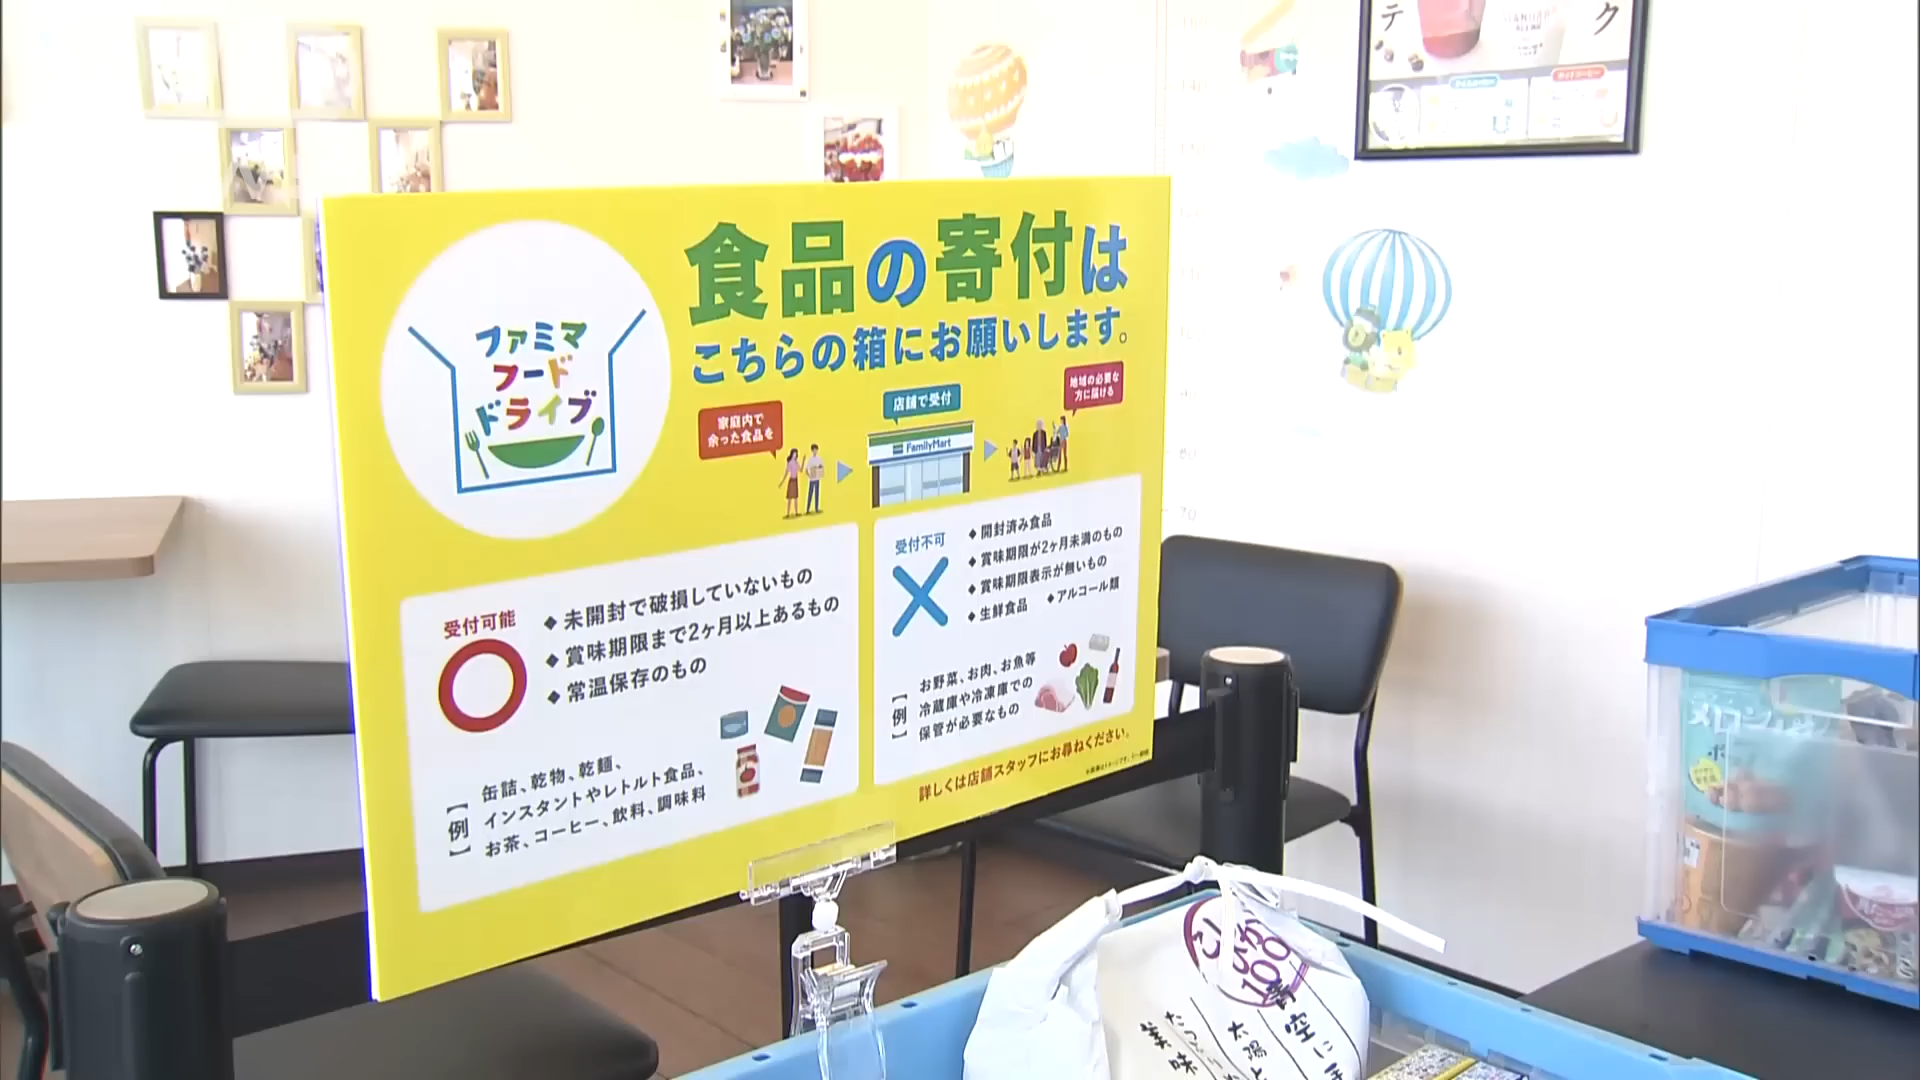 テ
ク
食品の寄付は
こちらの箱にお願いします。
ファミマ
フード
ドライブ
家庭内で
余った食品を
店舗で受付
地域の必要な
方に届ける
FamilyMart
受付可能
◆未開封で破損していないもの
◆賞味期限まで2ヶ月以上あるもの
◆常温保存のもの
【例】
缶詰、乾物、乾麺、
インスタントやレトルト食品、
お茶、コーヒー、飲料、調味料
受付不可
◆開封済み食品
◆賞味期限が2ヶ月未満のもの
◆賞味期限表示が無いもの
◆生鮮食品 ◆アルコール類
【例】
お野菜、お肉、お魚等
冷蔵庫や冷凍庫での
保管が必要なもの
詳しくは店舗スタッフにお尋ねください。
100
空に
太陽と
美味